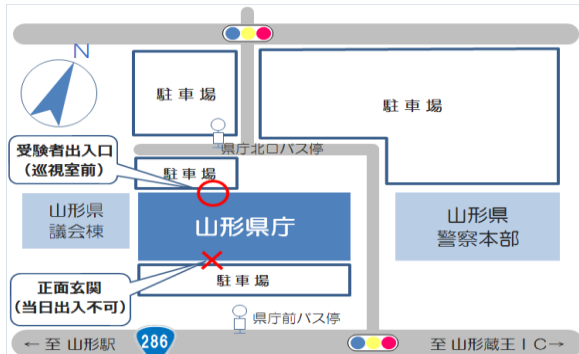 N
駐車場
駐車場
県庁北口バス停
受験者出入口
(巡視室前)
駐車場
山形県
議会棟
山形県庁
山形県
警察本部
正面玄関
(当日出入不可)
駐車場
県庁前バス停
← 至 山形駅
286
至 山形蔵王IC→